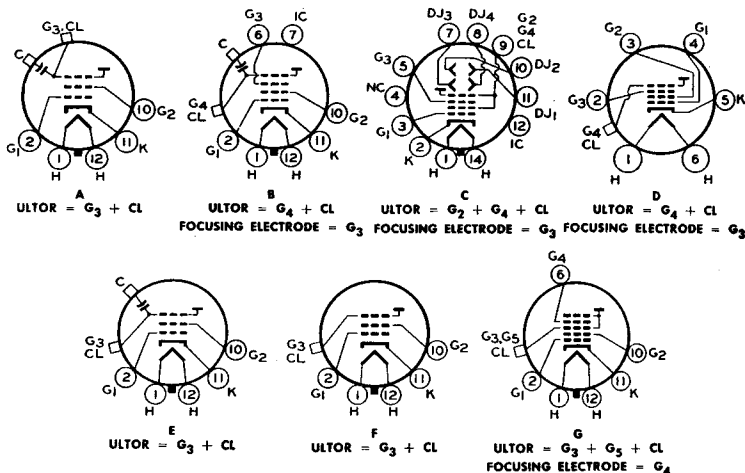 G3,CL
C
2
10
G2
G1
1
12
11
K
H
H
A
ULTOR = G3 + CL
G3
IC
6
7
C
G4
CL
2
10
G2
G1
1
12
11
K
H
H
B
ULTOR = G4 + CL
FOCUSING ELECTRODE = G3
DJ3
DJ4
G2
G4
CL
7
8
9
G3
5
10
DJ2
NC
4
11
DJ1
G1
3
12
IC
K
2
1
14
H
H
C
ULTOR = G2 + G4 + CL
FOCUSING ELECTRODE = G3
G2
G1
3
4
G3
2
5
K
G4
CL
1
6
H
H
D
ULTOR = G4 + CL
FOCUSING ELECTRODE = G3
C
G3
CL
2
10
G2
G1
1
12
11
K
H
H
E
ULTOR = G3 + CL
G3
CL
2
10
G2
G1
1
12
11
K
H
H
F
ULTOR = G3 + CL
G4
6
G3,G5
CL
2
10
G2
G1
1
12
11
K
H
H
G
ULTOR = G3 + G5 + CL
FOCUSING ELECTRODE = G4